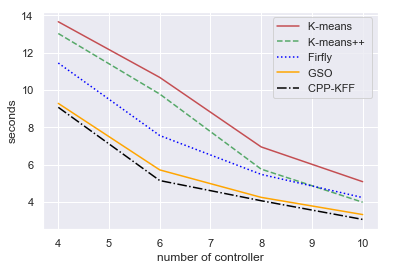 14
12
10
8
6
4
seconds
4 5 6 7 8 9 10
number of controller
K-means
K-means++
Firfly
GSO
CPP-KFF